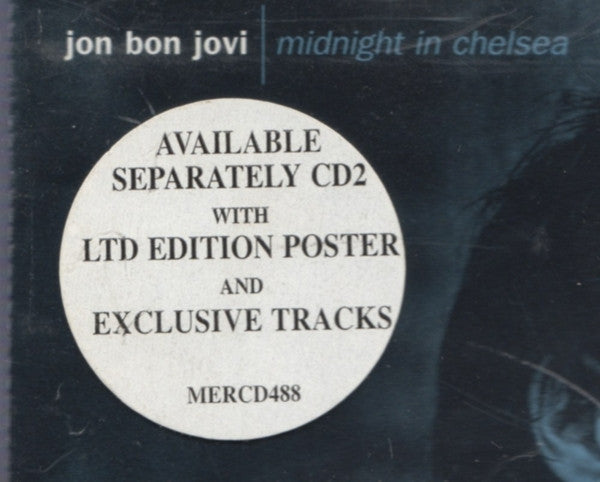 jon bon jovi midnight in chelsea
AVAILABLE
SEPARATELY CD2
WITH
LTD EDITION POSTER
AND
EXCLUSIVE TRACKS
MERCD488